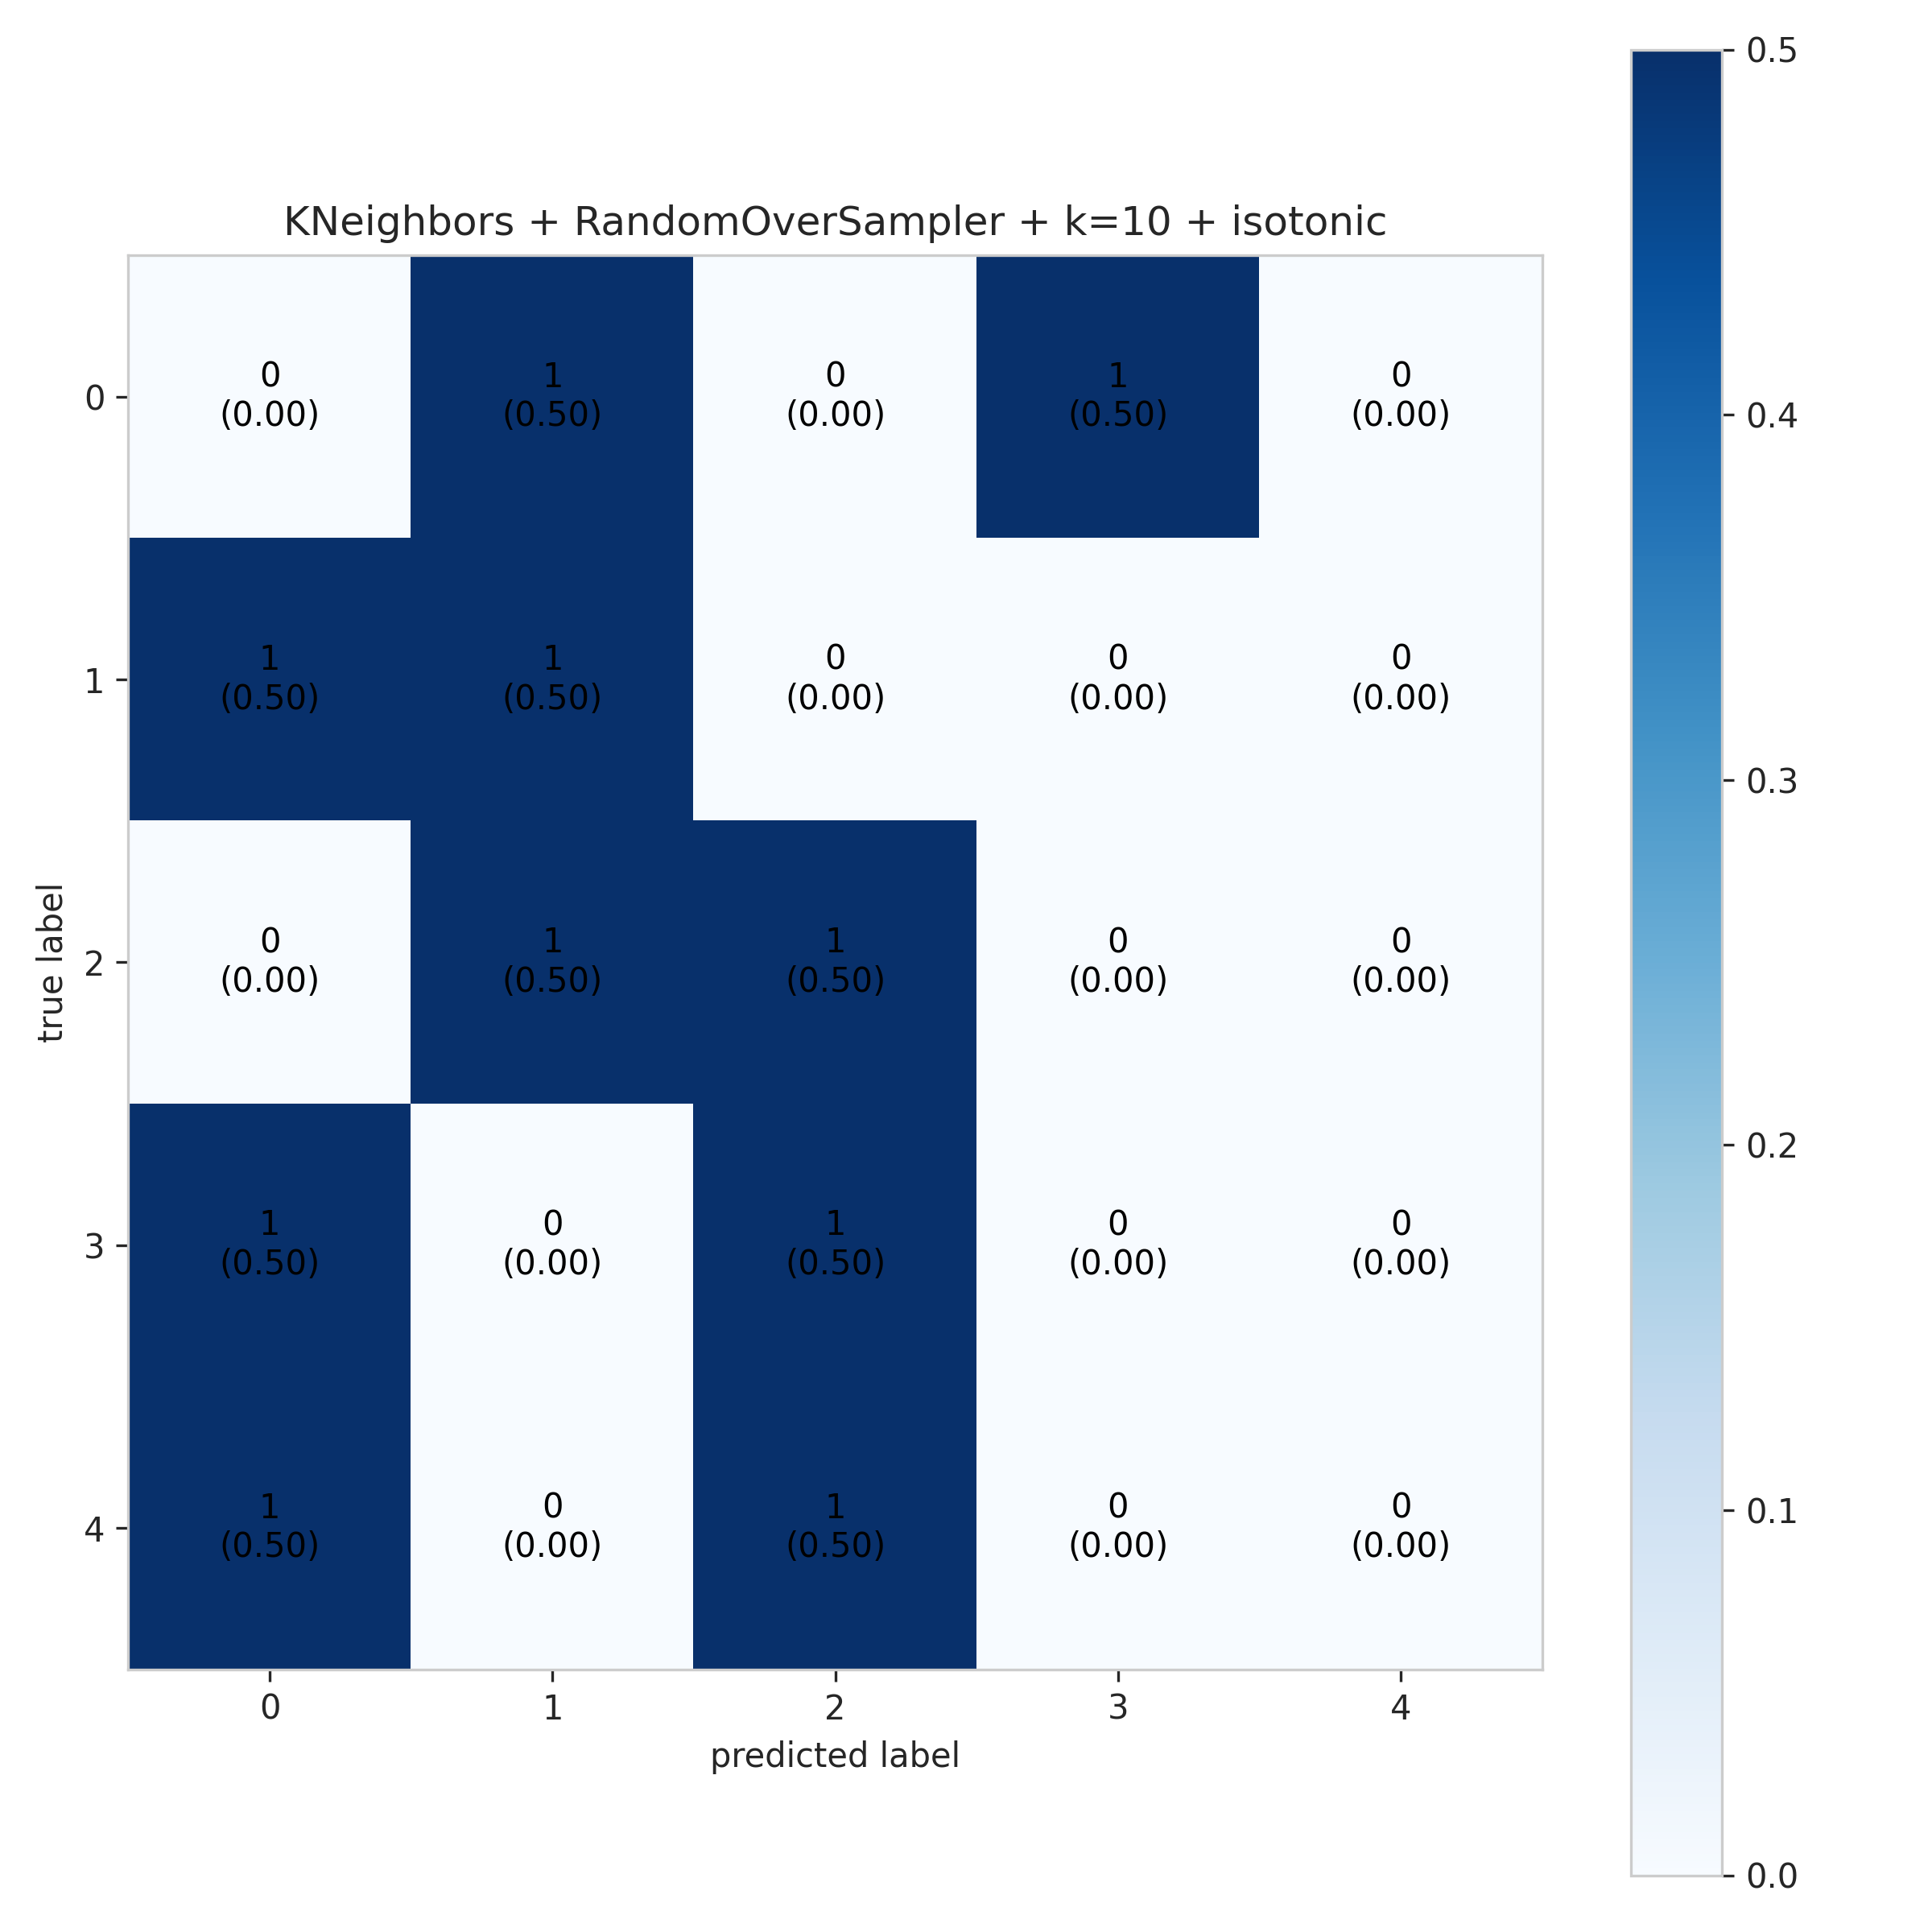 KNeighbors + RandomOverSampler + k=10 + isotonic
0.5
0.4
0.3
0.2
0.1
0.0
true label
0
0 1 0 1 0
(0.00) (0.50) (0.00) (0.50) (0.00)
1
1 1 0 0 0
(0.50) (0.50) (0.00) (0.00) (0.00)
2
0 1 1 0 0
(0.00) (0.50) (0.50) (0.00) (0.00)
3
1 0 1 0 0
(0.50) (0.00) (0.50) (0.00) (0.00)
4
1 0 1 0 0
(0.50) (0.00) (0.50) (0.00) (0.00)
0 1 2 3 4
predicted label